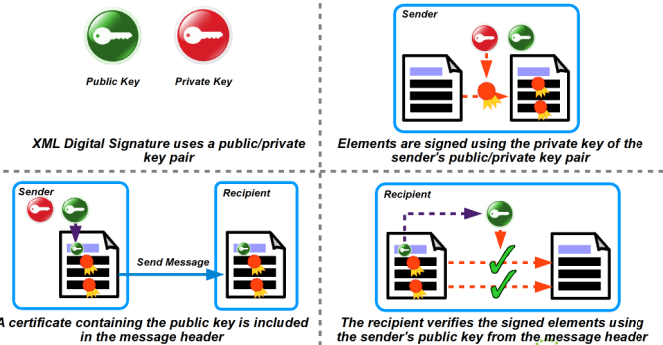 Public Key
Private Key
XML Digital Signature uses a public/private
key pair
Sender
Elements are signed using the private key of the
sender's public/private key pair
Sender
Recipient
Send Message
A certificate containing the public key is included
in the message header
Recipient
The recipient verifies the signed elements using
the sender's public key from the message header